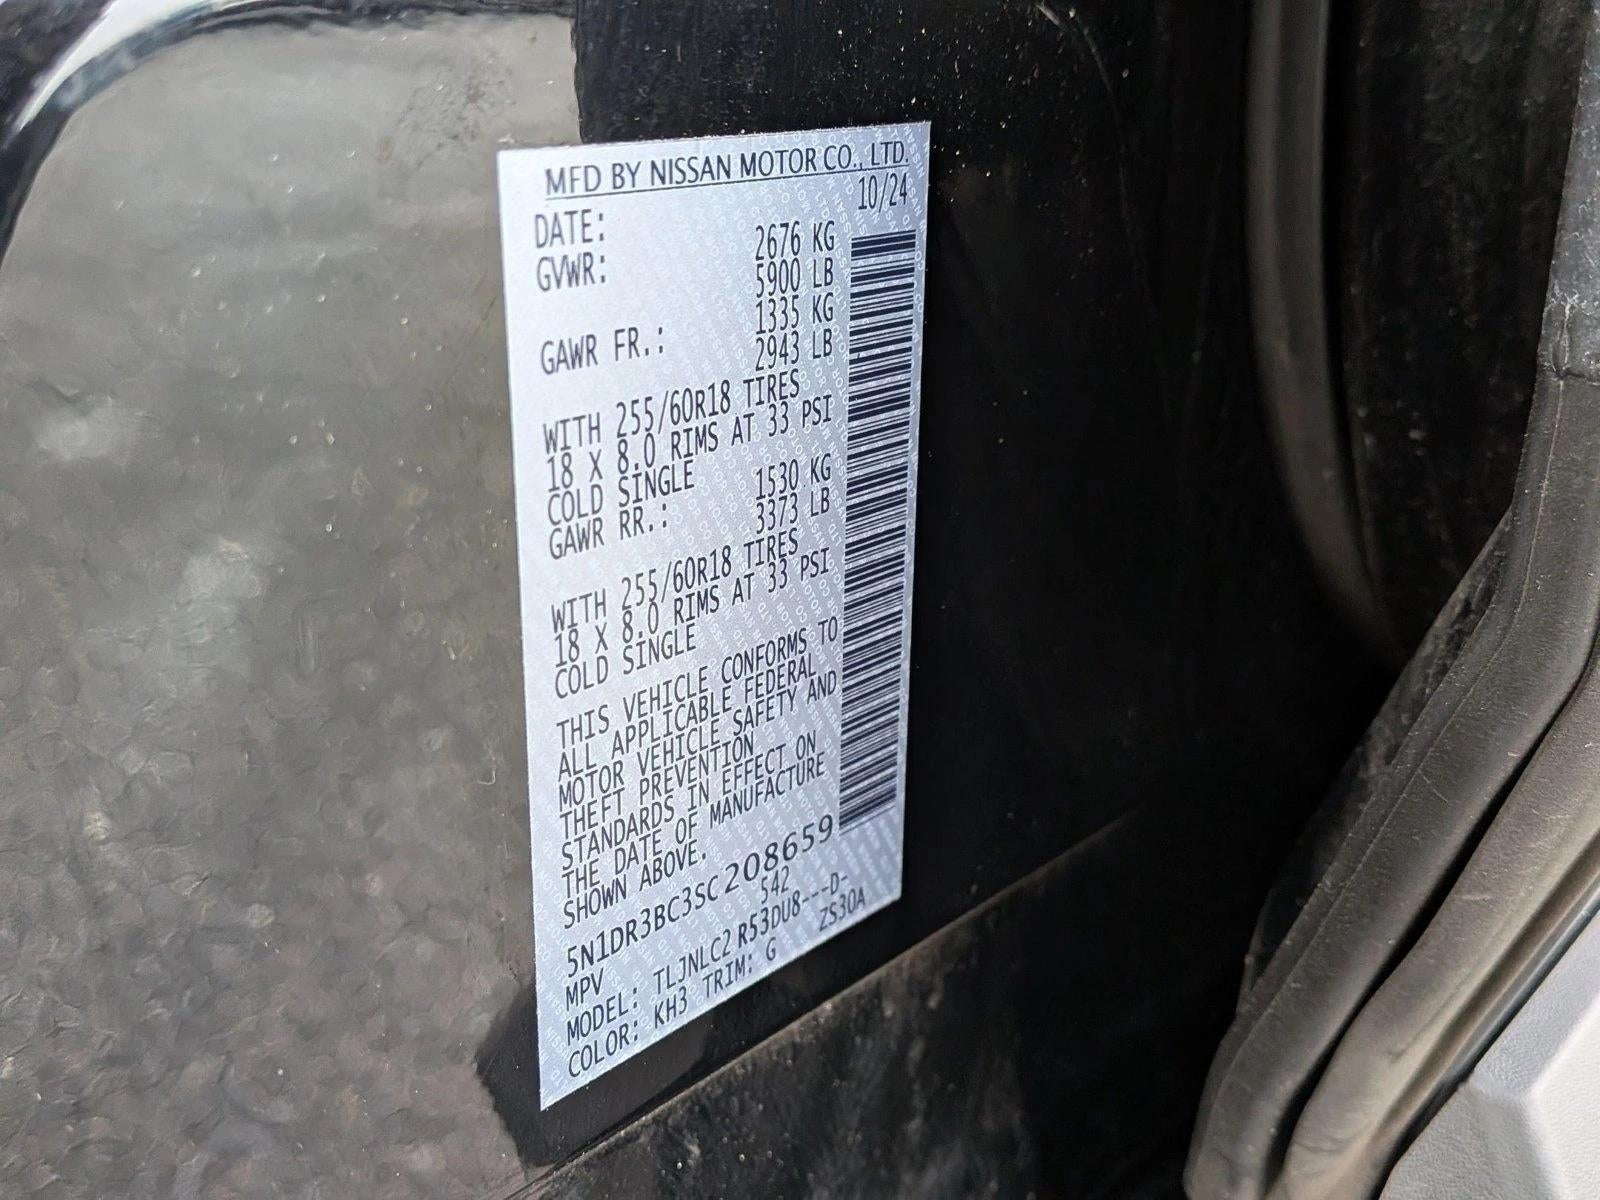 MFD BY NISSAN MOTOR CO., LTD.
DATE: 10/24
GVWR: 2676 KG
5900 LB
GAWR FR.: 1335 KG
2943 LB
WITH 255/60R18 TIRES
18 X 8.0 RIMS AT 33 PSI
COLD SINGLE
GAWR RR.: 1530 KG
3373 LB
WITH 255/60R18 TIRES
18 X 8.0 RIMS AT 33 PSI
COLD SINGLE
THIS VEHICLE CONFORMS TO
ALL APPLICABLE FEDERAL
MOTOR VEHICLE SAFETY AND
THEFT PREVENTION
STANDARDS IN EFFECT ON
THE DATE OF MANUFACTURE
SHOWN ABOVE.
5N1DR3BC3SC208659
MPV 542
MODEL: TLJNLC2 R53DU8---D-
COLOR: KH3 TRIM: G ZS30A